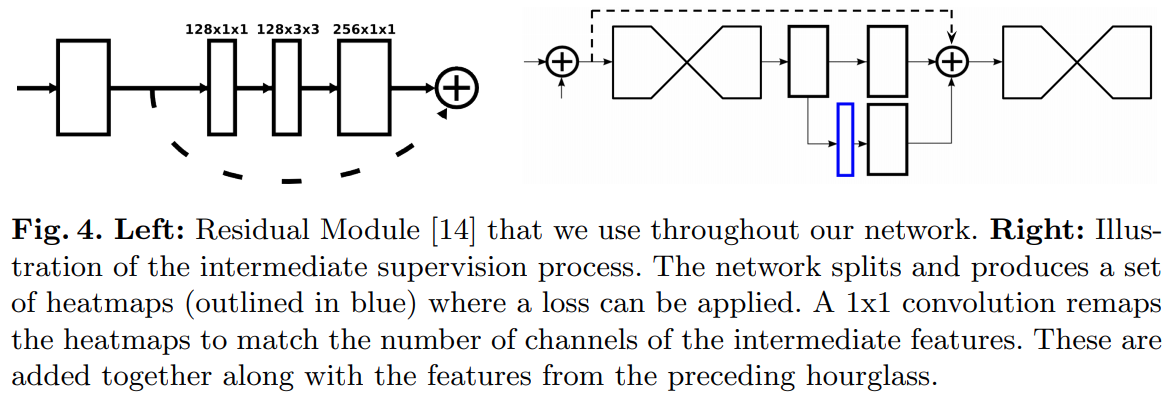 128x1x1 128x3x3 256x1x1
Fig. 4. Left: Residual Module [14] that we use throughout our network. Right: Illus-
tration of the intermediate supervision process. The network splits and produces a set
of heatmaps (outlined in blue) where a loss can be applied. A 1x1 convolution remaps
the heatmaps to match the number of channels of the intermediate features. These are
added together along with the features from the preceding hourglass.